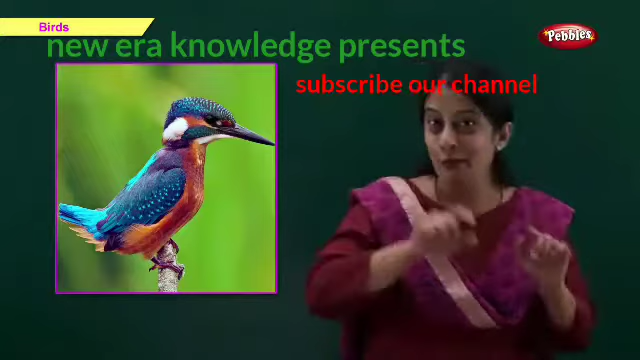 Birds
new era knowledge presents
Pebbles
subscribe our channel